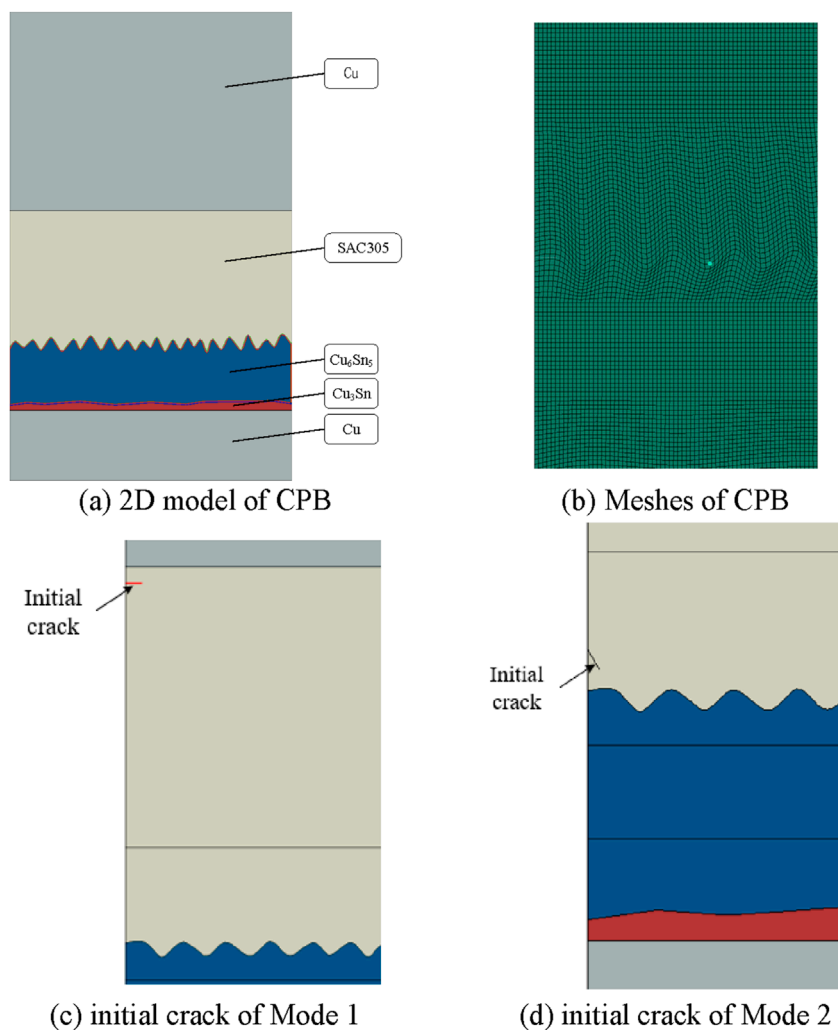 Cu
SAC305
Cu₆Sn₅
Cu₃Sn
Cu
(a) 2D model of CPB
(b) Meshes of CPB
Initial
crack
Initial
crack
(c) initial crack of Mode 1
(d) initial crack of Mode 2